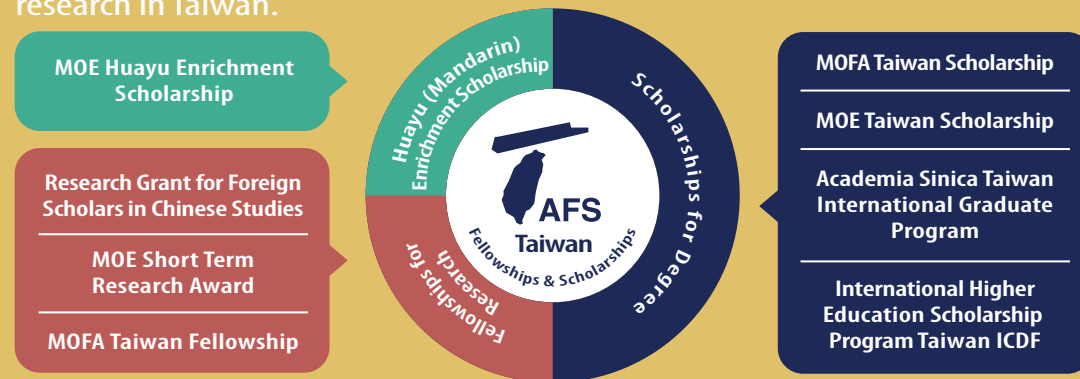 research in Taiwan.
MOE Huayu Enrichment
Scholarship
Research Grant for Foreign
Scholars in Chinese Studies
MOE Short Term
Research Award
MOFA Taiwan Fellowship
Huayu (Mandarin)
Enrichment Scholarship
Fellowships for
Research
Scholarships for Degree
AFS
Taiwan
Fellowships & Scholarships
MOFA Taiwan Scholarship
MOE Taiwan Scholarship
Academia Sinica Taiwan
International Graduate
Program
International Higher
Education Scholarship
Program Taiwan ICDF